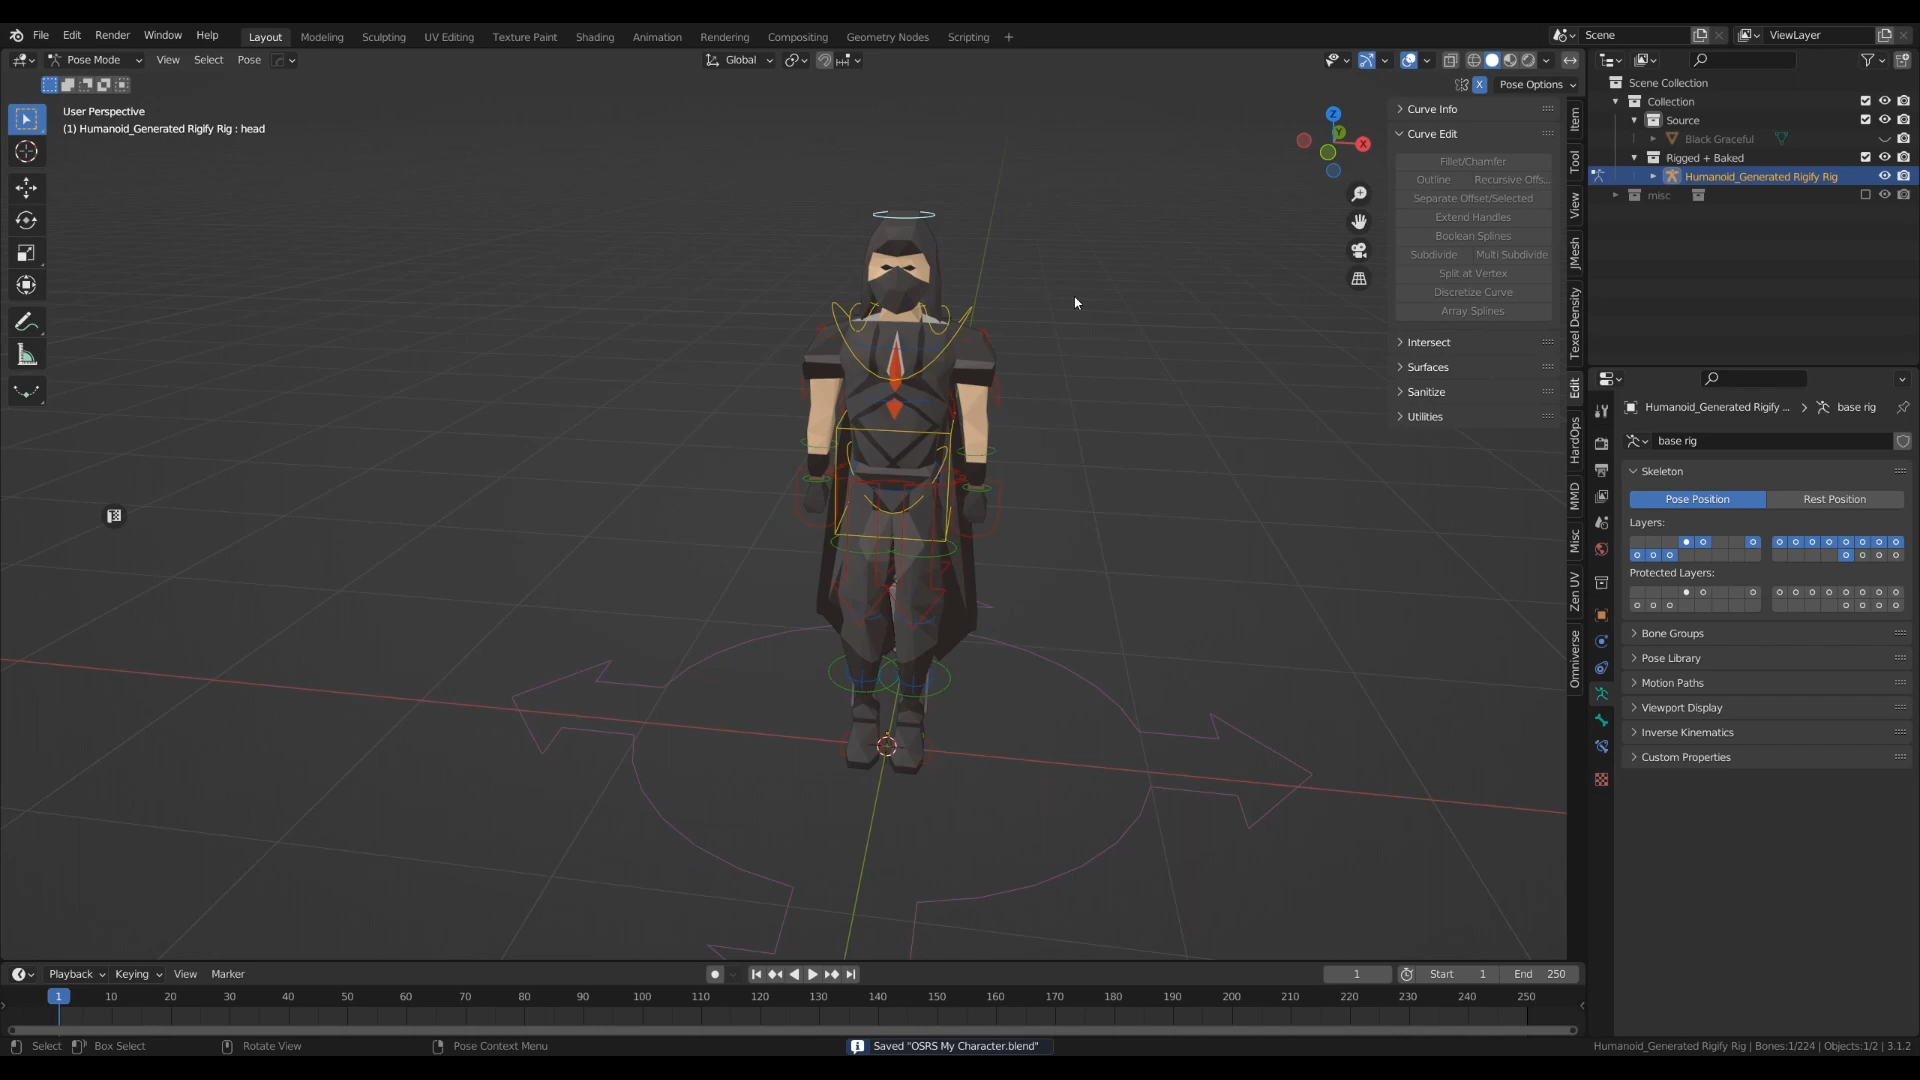 File Edit Render Window Help Layout Modeling Sculpting UV Editing Texture Paint Shading Animation Rendering Compositing Geometry Nodes Scripting + Scene ViewLayer
Pose Mode View Select Pose Global
X Pose Options
User Perspective
(1) Humanoid_Generated Rigify Rig : head
Z
Y
X
Curve Info
Curve Edit
Fillet/Chamfer
Outline Recursive Offs...
Separate Offset/Selected
Extend Handles
Boolean Splines
Subdivide Multi Subdivide
Split at Vertex
Discretize Curve
Array Splines
Intersect
Surfaces
Sanitize
Utilities
Item
Tool
View
JMesh
Texel Density
Edit
HardOps
MMD
Misc
Zen UV
Omniverse
Scene Collection
Collection
Source
Black Graceful
Rigged + Baked
Humanoid_Generated Rigify Rig
misc
Humanoid_Generated Rigify ... base rig
base rig
Skeleton
Pose Position Rest Position
Layers:
Protected Layers:
Bone Groups
Pose Library
Motion Paths
Viewport Display
Inverse Kinematics
Custom Properties
Playback Keying View Marker 1 Start 1 End 250
1 10 20 30 40 50 60 70 80 90 100 110 120 130 140 150 160 170 180 190 200 210 220 230 240 250
Select Box Select Rotate View Pose Context Menu Saved "OSRS My Character.blend" Humanoid_Generated Rigify Rig | Bones:1/224 | Objects:1/2 | 3.1.2